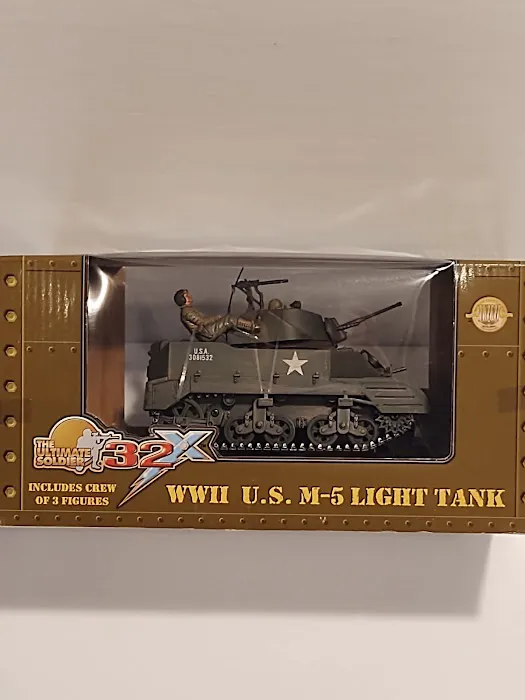 U.S.A.
3081532
THE
ULTIMATE
SOLDIER
32X
INCLUDES CREW
OF 3 FIGURES
WWII U.S. M-5 LIGHT TANK